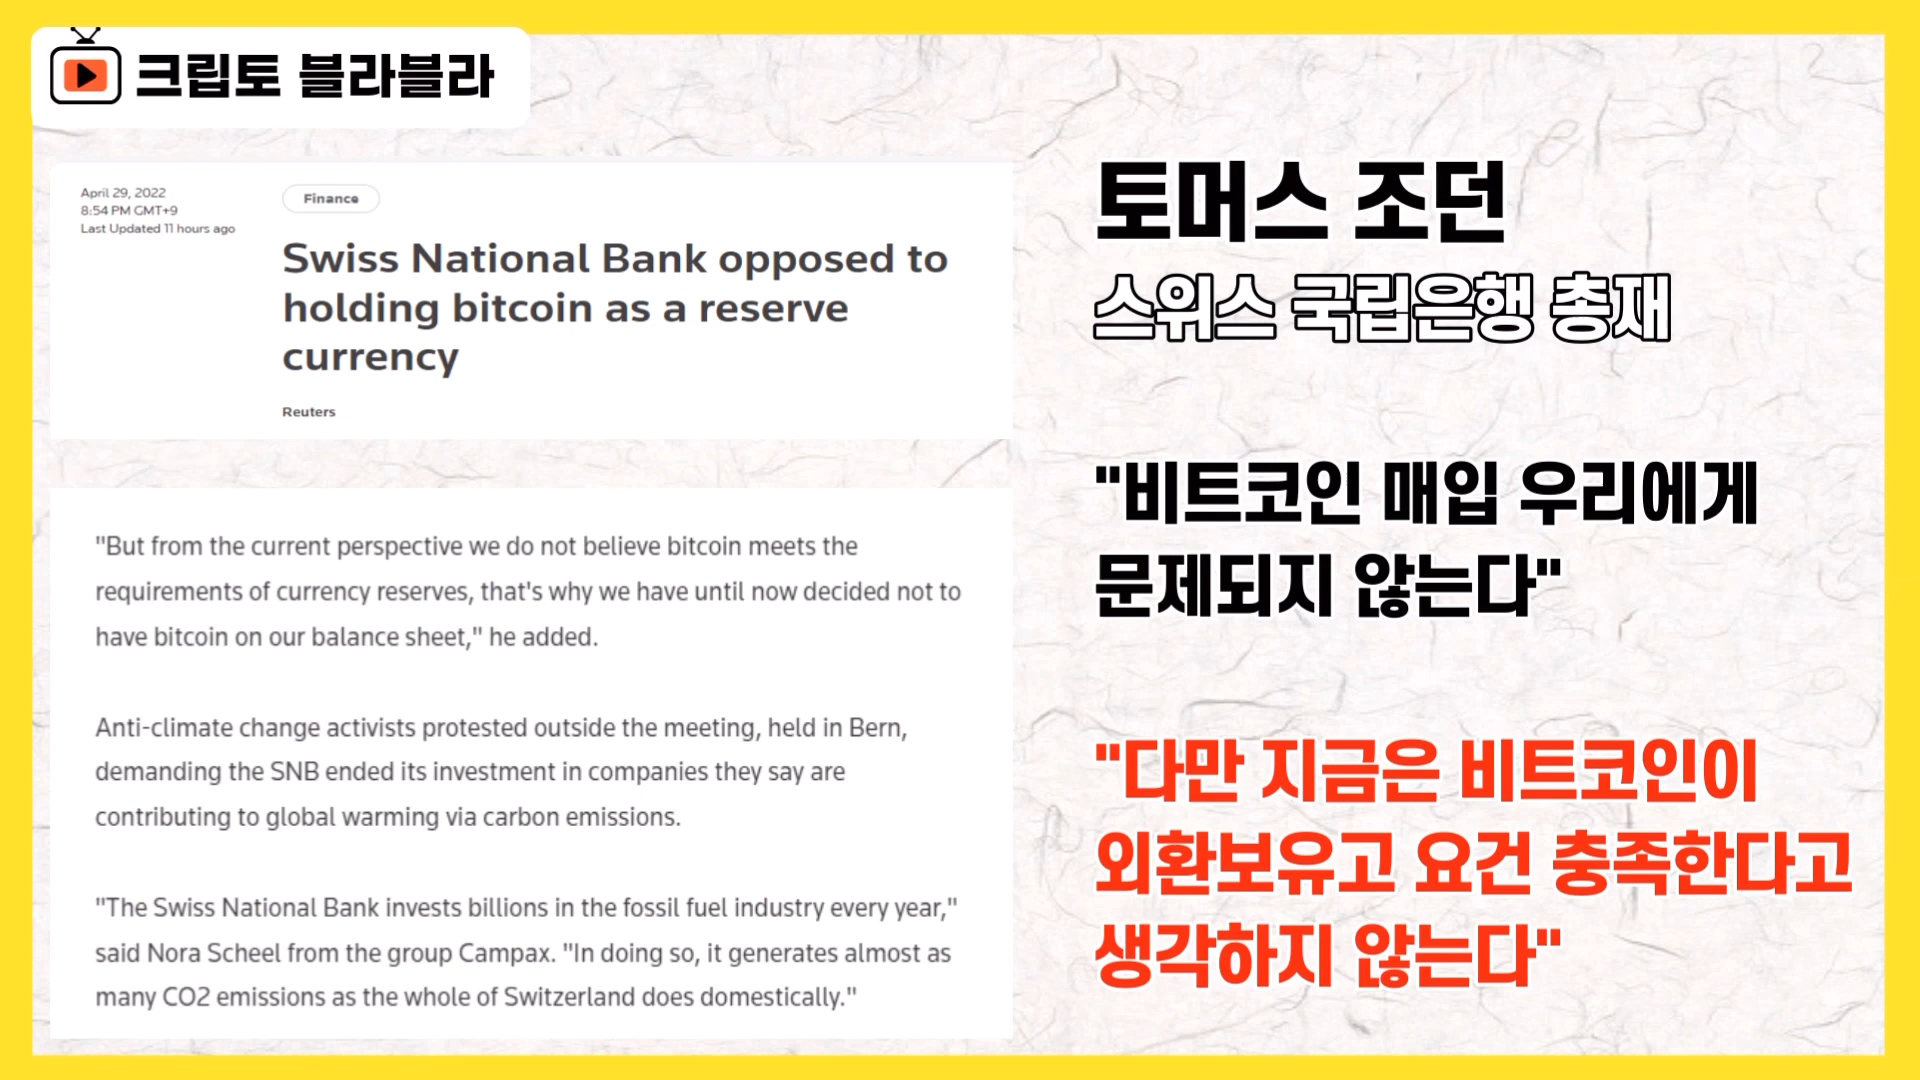 크립토 블라블라
April 29, 2022
8:54 PM GMT+9
Last Updated 11 hours ago
Finance
Swiss National Bank opposed to
holding bitcoin as a reserve
currency
Reuters
"But from the current perspective we do not believe bitcoin meets the
requirements of currency reserves, that's why we have until now decided not to
have bitcoin on our balance sheet," he added.
Anti-climate change activists protested outside the meeting, held in Bern,
demanding the SNB ended its investment in companies they say are
contributing to global warming via carbon emissions.
"The Swiss National Bank invests billions in the fossil fuel industry every year,"
said Nora Scheel from the group Campax. "In doing so, it generates almost as
many CO2 emissions as the whole of Switzerland does domestically."
토머스 조던
스위스 국립은행 총재
"비트코인 매입 우리에게
문제되지 않는다"
"다만 지금은 비트코인이
외환보유고 요건 충족한다고
생각하지 않는다"